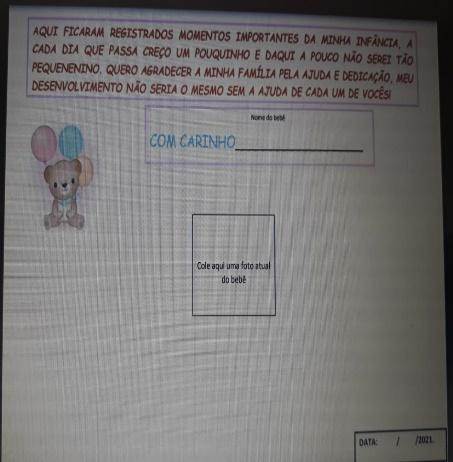 AQUI FICARAM REGISTRADOS MOMENTOS IMPORTANTES DA MINHA INFÂNCIA, A
CADA DIA QUE PASSA CREÇO UM POUQUINHO E DAQUI A POUCO NÃO SEREI TÃO
PEQUENENINO, QUERO AGRADECER A MINHA FAMÍLIA PELA AJUDA E DEDICAÇÃO, MEU
DESENVOLVIMENTO NÃO SERIA O MESMO SEM A AJUDA DE CADA UM DE VOCÊS!
Nome do bebê
COM CARINHO
Cole aqui uma foto atual
do bebê
DATA: / /2021.